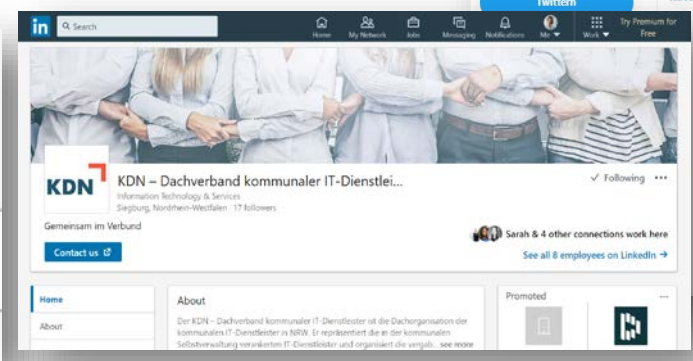 Twittern
in
Search
Home
My Network
Jobs
Messaging
Notifications
Me
Work
Try Premium for
Free
KDN
KDN – Dachverband kommunaler IT-Dienstlei...
Information Technology & Services
Siegburg, Nordrhein-Westfalen · 17 followers
Gemeinsam im Verbund
Contact us
Following
Sarah & 4 other connections work here
See all 8 employees on LinkedIn →
Home
About
About
Der KDN – Dachverband kommunaler IT-Dienstleister ist die Dachorganisation der
kommunalen IT-Dienstleister in NRW. Er repräsentiert die in der kommunalen
Selbstverwaltung verankerten IT-Dienstleister und organisiert die vergab... see more
Promoted